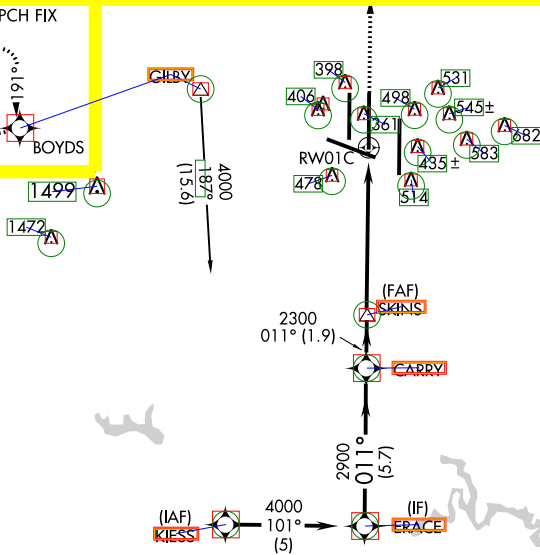 PCH FIX
191°
BOYDS
GILBY
4000
187°
(15.6)
1499
1472
398
406
361
498
531
545±
682
583
435 ±
514
478
RW01C
(FAF)
SKINS
2300
011° (1.9)
CARRY
2900
011°
(5.7)
(IAF)
KIESS
4000
101°
(5)
(IF)
ERACE